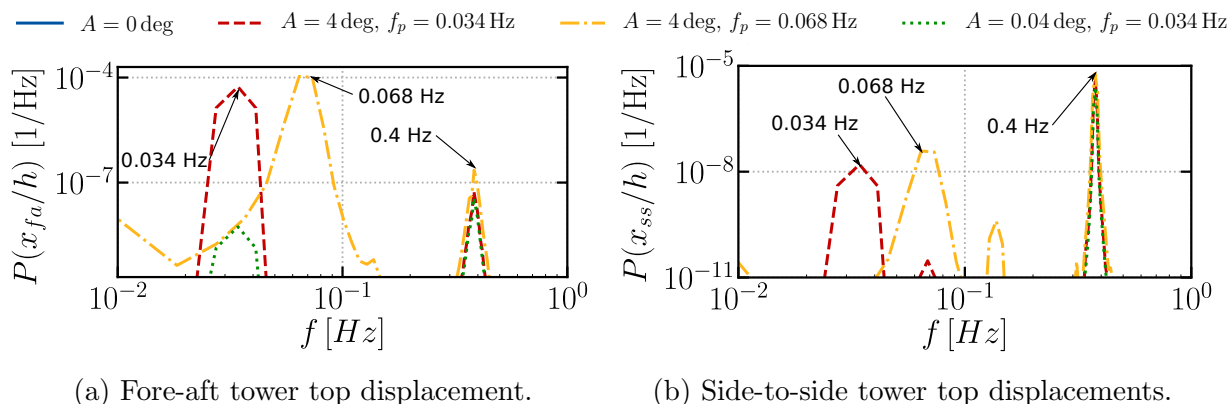 A = 0 deg A = 4 deg, f_p = 0.034 Hz A = 4 deg, f_p = 0.068 Hz A = 0.04 deg, f_p = 0.034 Hz
P(x_{fa}/h) [1/Hz]
10^{-4}
10^{-7}
0.068 Hz
0.4 Hz
0.034 Hz
10^{-2} 10^{-1} 10^{0}
f [Hz]
P(x_{ss}/h) [1/Hz]
10^{-5}
10^{-8}
10^{-11}
0.068 Hz
0.034 Hz
0.4 Hz
10^{-2} 10^{-1} 10^{0}
f [Hz]
(a) Fore-aft tower top displacement.
(b) Side-to-side tower top displacements.